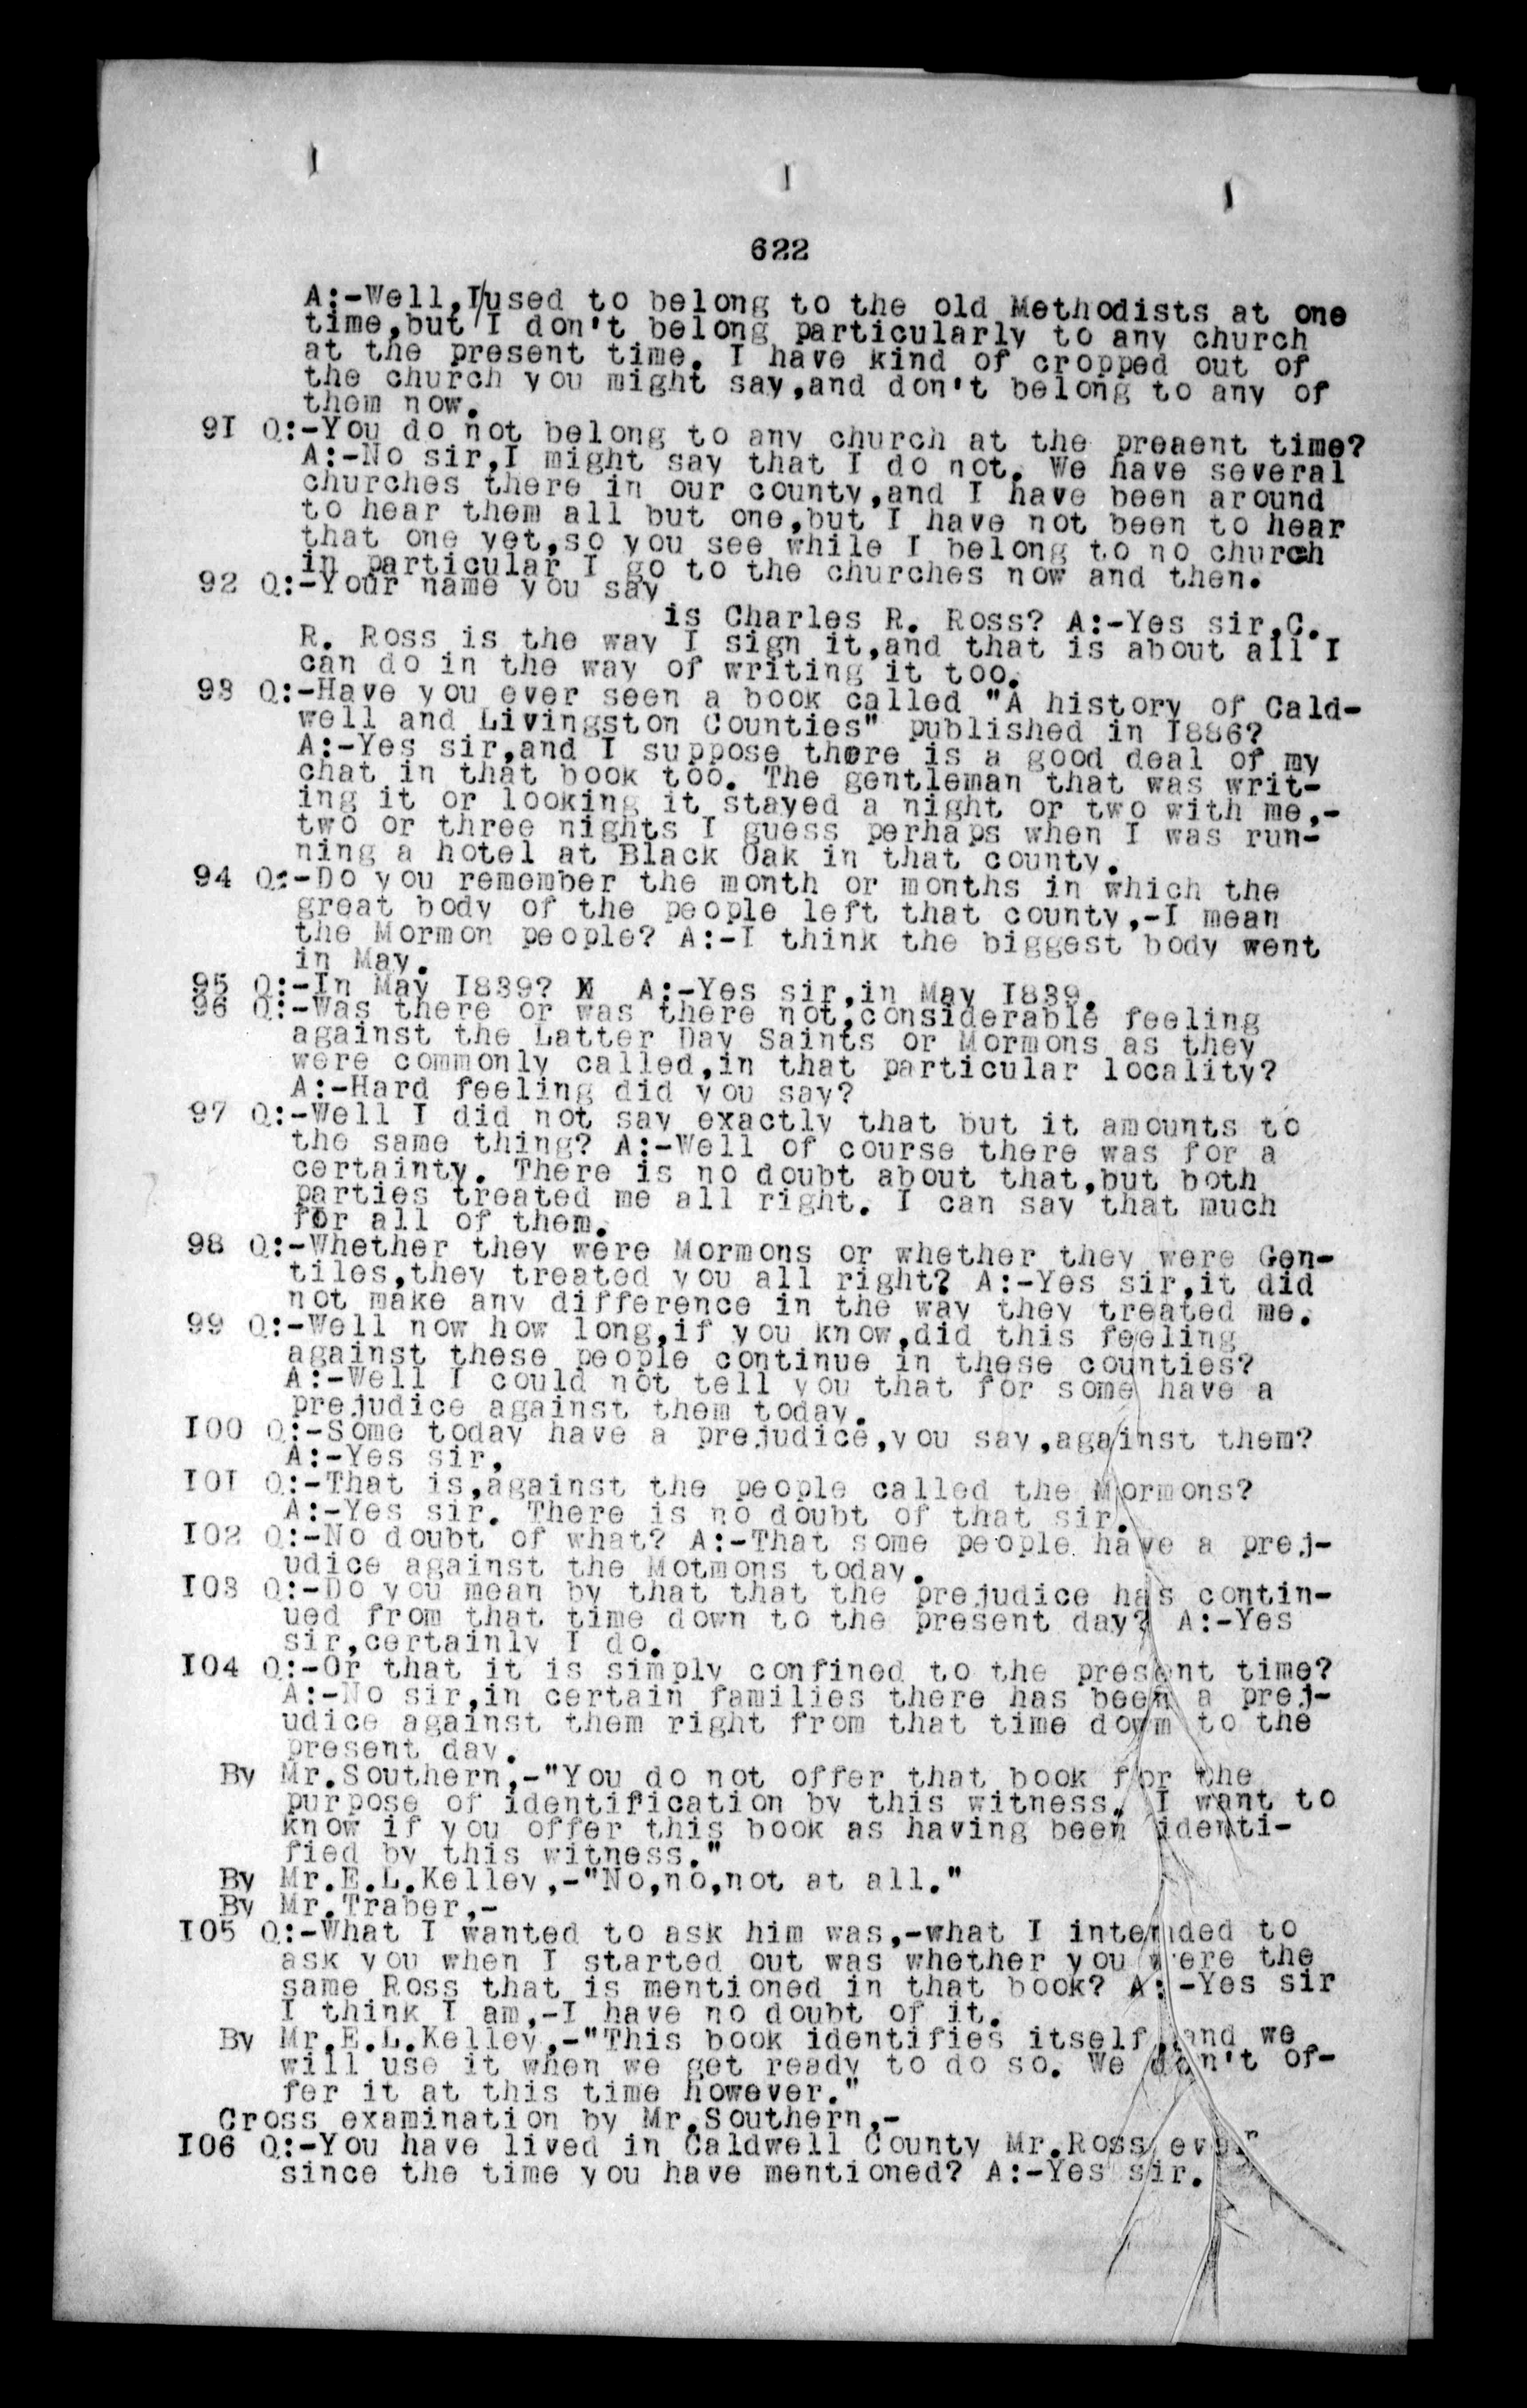 622
A:-Well,I/used to belong to the old Methodists at one
time,but I don't belong particularly to any church
at the present time. I have kind of cropped out of
the church you might say,and don't belong to any of
them now.
91 Q:-You do not belong to any church at the preaent time?
A:-No sir,I might say that I do not. We have several
churches there in our county,and I have been around
to hear them all but one,but I have not been to hear
that one yet,so you see while I belong to no church
in particular I go to the churches now and then.
92 Q:-Your name you say
is Charles R. Ross? A:-Yes sir,C.
R. Ross is the way I sign it,and that is about all I
can do in the way of writing it too.
93 Q:-Have you ever seen a book called "A history of Cald-
well and Livingston Counties" published in I886?
A:-Yes sir,and I suppose there is a good deal of my
chat in that book too. The gentleman that was writ-
ing it or looking it stayed a night or two with me,-
two or three nights I guess perhaps when I was run-
ning a hotel at Black Oak in that county.
94 Q:-Do you remember the month or months in which the
great body of the people left that county,-I mean
the Mormon people? A:-I think the biggest body went
in May.
95 Q:-In May I839? X A:-Yes sir,in May I839.
96 Q:-Was there or was there not,considerable feeling
against the Latter Day Saints or Mormons as they
were commonly called,in that particular locality?
A:-Hard feeling did you say?
97 Q:-Well I did not say exactly that but it amounts to
the same thing? A:-Well of course there was for a
certainty. There is no doubt about that,but both
parties treated me all right. I can say that much
for all of them.
98 Q:-Whether they were Mormons or whether they were Gen-
tiles,they treated you all right? A:-Yes sir,it did
not make any difference in the way they treated me.
99 Q:-Well now how long,if you know,did this feeling
against these people continue in these counties?
A:-Well I could not tell you that for some have a
prejudice against them today.
I00 Q:-Some today have a prejudice,you say,against them?
A:-Yes sir,
I0I Q:-That is,against the people called the Mormons?
A:-Yes sir. There is no doubt of that sir.
I02 Q:-No doubt of what? A:-That some people have a prej-
udice against the Motmons today.
I03 Q:-Do you mean by that that the prejudice has contin-
ued from that time down to the present day? A:-Yes
sir,certainly I do.
I04 Q:-Or that it is simply confined to the present time?
A:-No sir,in certain families there has been a prej-
udice against them right from that time dowm to the
present day.
By Mr.Southern,-"You do not offer that book for the
purpose of identification by this witness. I want to
know if you offer this book as having been identi-
fied by this witness."
By Mr.E.L.Kelley,-"No,no,not at all."
By Mr.Traber,-
I05 Q:-What I wanted to ask him was,-what I intended to
ask you when I started out was whether you were the
same Ross that is mentioned in that book? A:-Yes sir
I think I am,-I have no doubt of it.
By Mr.E.L.Kelley,-"This book identifies itself,and we
will use it when we get ready to do so. We don't of-
fer it at this time however."
Cross examination by Mr.Southern,-
I06 Q:-You have lived in Caldwell County Mr.Ross ever
since the time you have mentioned? A:-Yes sir.